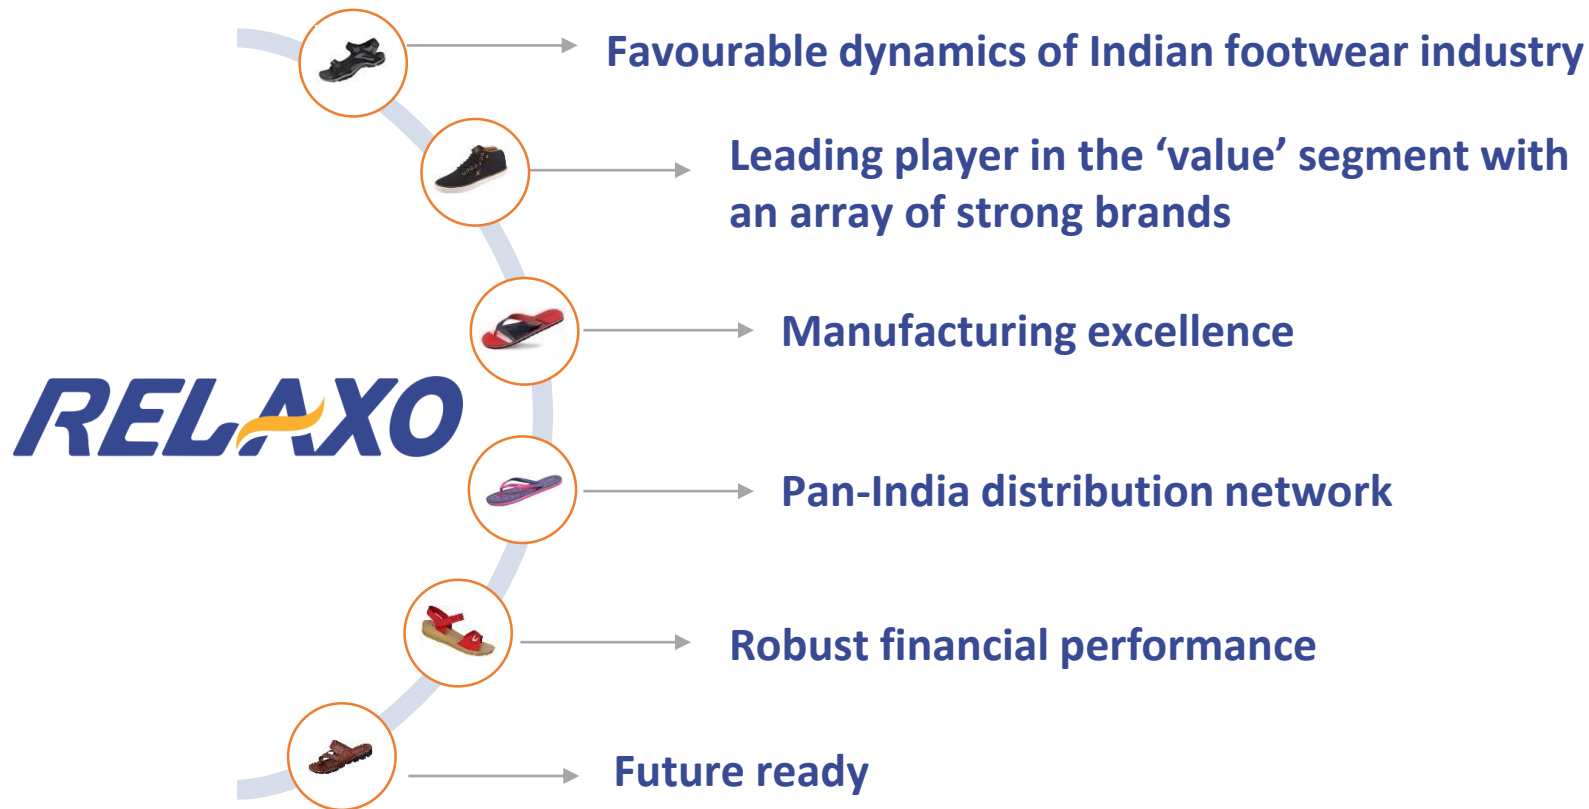 Favourable dynamics of Indian footwear industry
Leading player in the ‘value’ segment with
an array of strong brands
Manufacturing excellence
RELAXO
Pan-India distribution network
Robust financial performance
Future ready